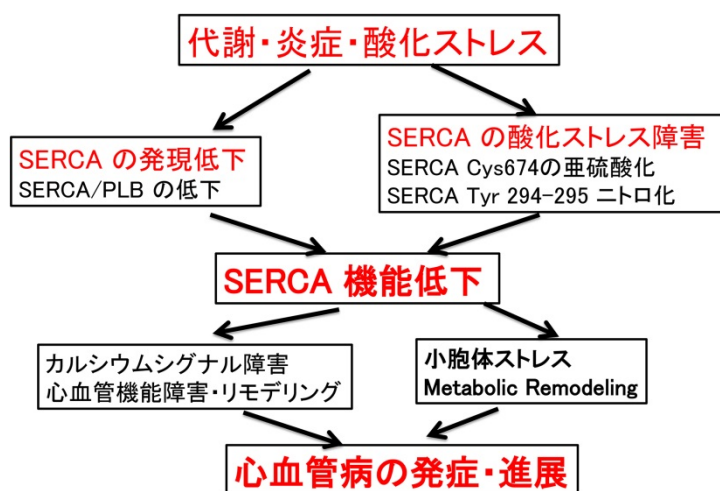 代謝・炎症・酸化ストレス
SERCA の発現低下
SERCA/PLB の低下
SERCA の酸化ストレス障害
SERCA Cys674の亜硫酸化
SERCA Tyr 294-295 ニトロ化
SERCA 機能低下
カルシウムシグナル障害
心血管機能障害・リモデリング
小胞体ストレス
Metabolic Remodeling
心血管病の発症・進展